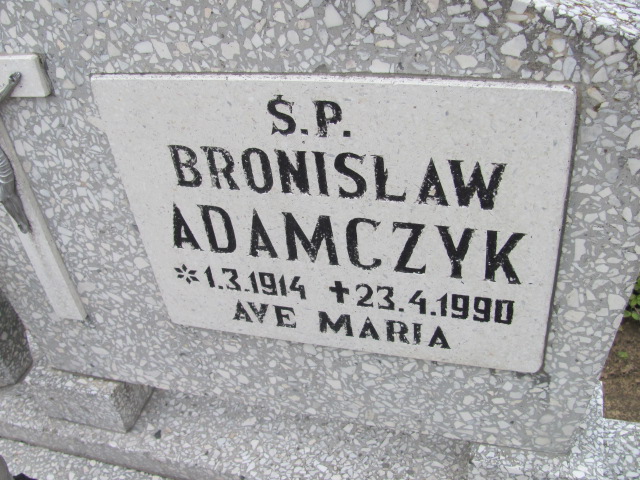 Ś.P.
BRONISŁAW
ADAMCZYK
*1.3.1914 +23.4.1990
AVE MARIA